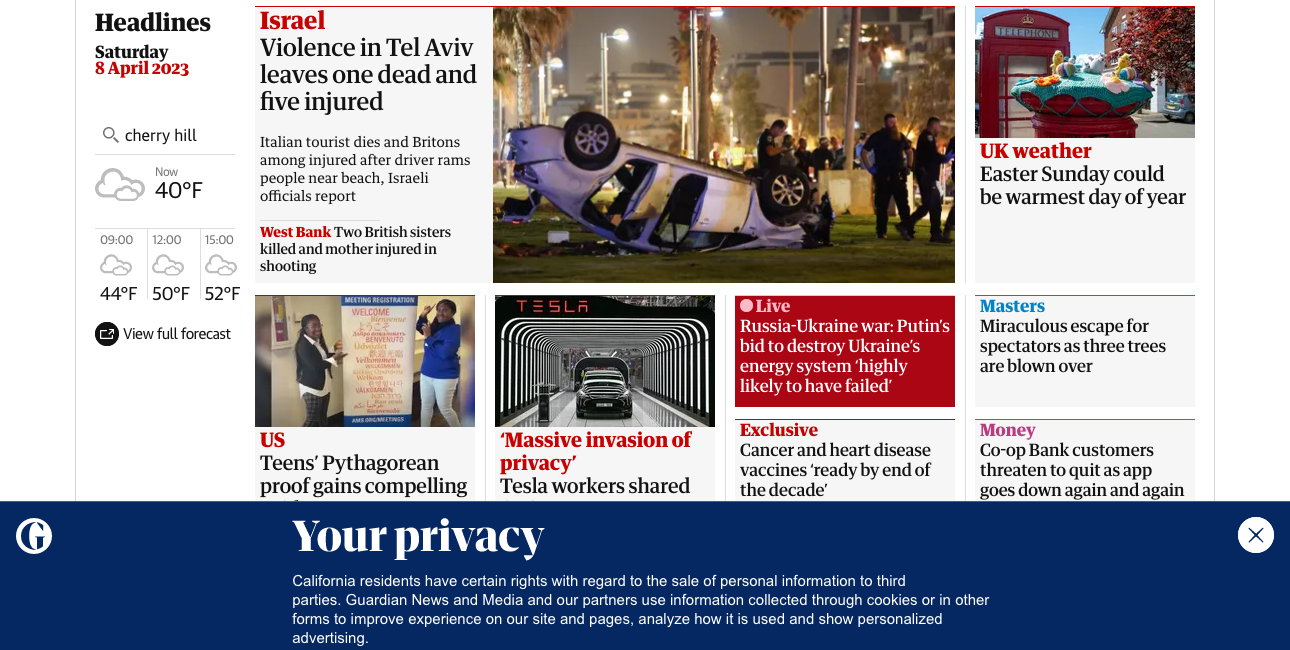 Headlines
Saturday
8 April 2023
cherry hill
Now
40°F
09:00
12:00
15:00
44°F
50°F
52°F
View full forecast
Israel
Violence in Tel Aviv
leaves one dead and
five injured
Italian tourist dies and Britons
among injured after driver rams
people near beach, Israeli
officials report
West Bank Two British sisters
killed and mother injured in
shooting
TELEPHONE
UK weather
Easter Sunday could
be warmest day of year
MEETING REGISTRATION
WELCOME
Bienvenue
BENVENUTO
Velkommen
VÄLKOMMEN
Bienvenido
AMS.ORG/MEETINGS
US
Teens’ Pythagorean
proof gains compelling
TESLA
‘Massive invasion of
privacy’
Tesla workers shared
Live
Russia-Ukraine war: Putin’s
bid to destroy Ukraine’s
energy system ‘highly
likely to have failed’
Exclusive
Cancer and heart disease
vaccines ‘ready by end of
the decade’
Masters
Miraculous escape for
spectators as three trees
are blown over
Money
Co-op Bank customers
threaten to quit as app
goes down again and again
G
Your privacy
California residents have certain rights with regard to the sale of personal information to third
parties. Guardian News and Media and our partners use information collected through cookies or in other
forms to improve experience on our site and pages, analyze how it is used and show personalized
advertising.